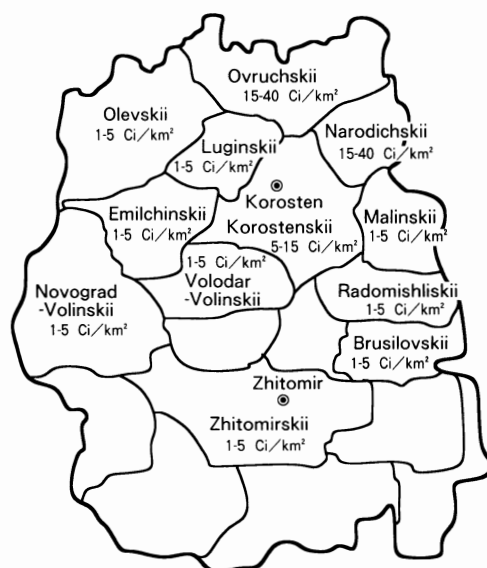 Ovruchskii
15-40 Ci/km²
Olevskii
1-5 Ci/km²
Narodichskii
15-40 Ci/km²
Luginskii
1-5 Ci/km²
Korosten
Korostenskii
5-15 Ci/km²
Emilchinskii
1-5 Ci/km²
Malinskii
1-5 Ci/km²
1-5 Ci/km²
Volodar
-Volinskii
Novograd
-Volinskii
1-5 Ci/km²
Radomishliskii
1-5 Ci/km²
Brusilovskii
1-5 Ci/km²
Zhitomir
Zhitomirskii
1-5 Ci/km²